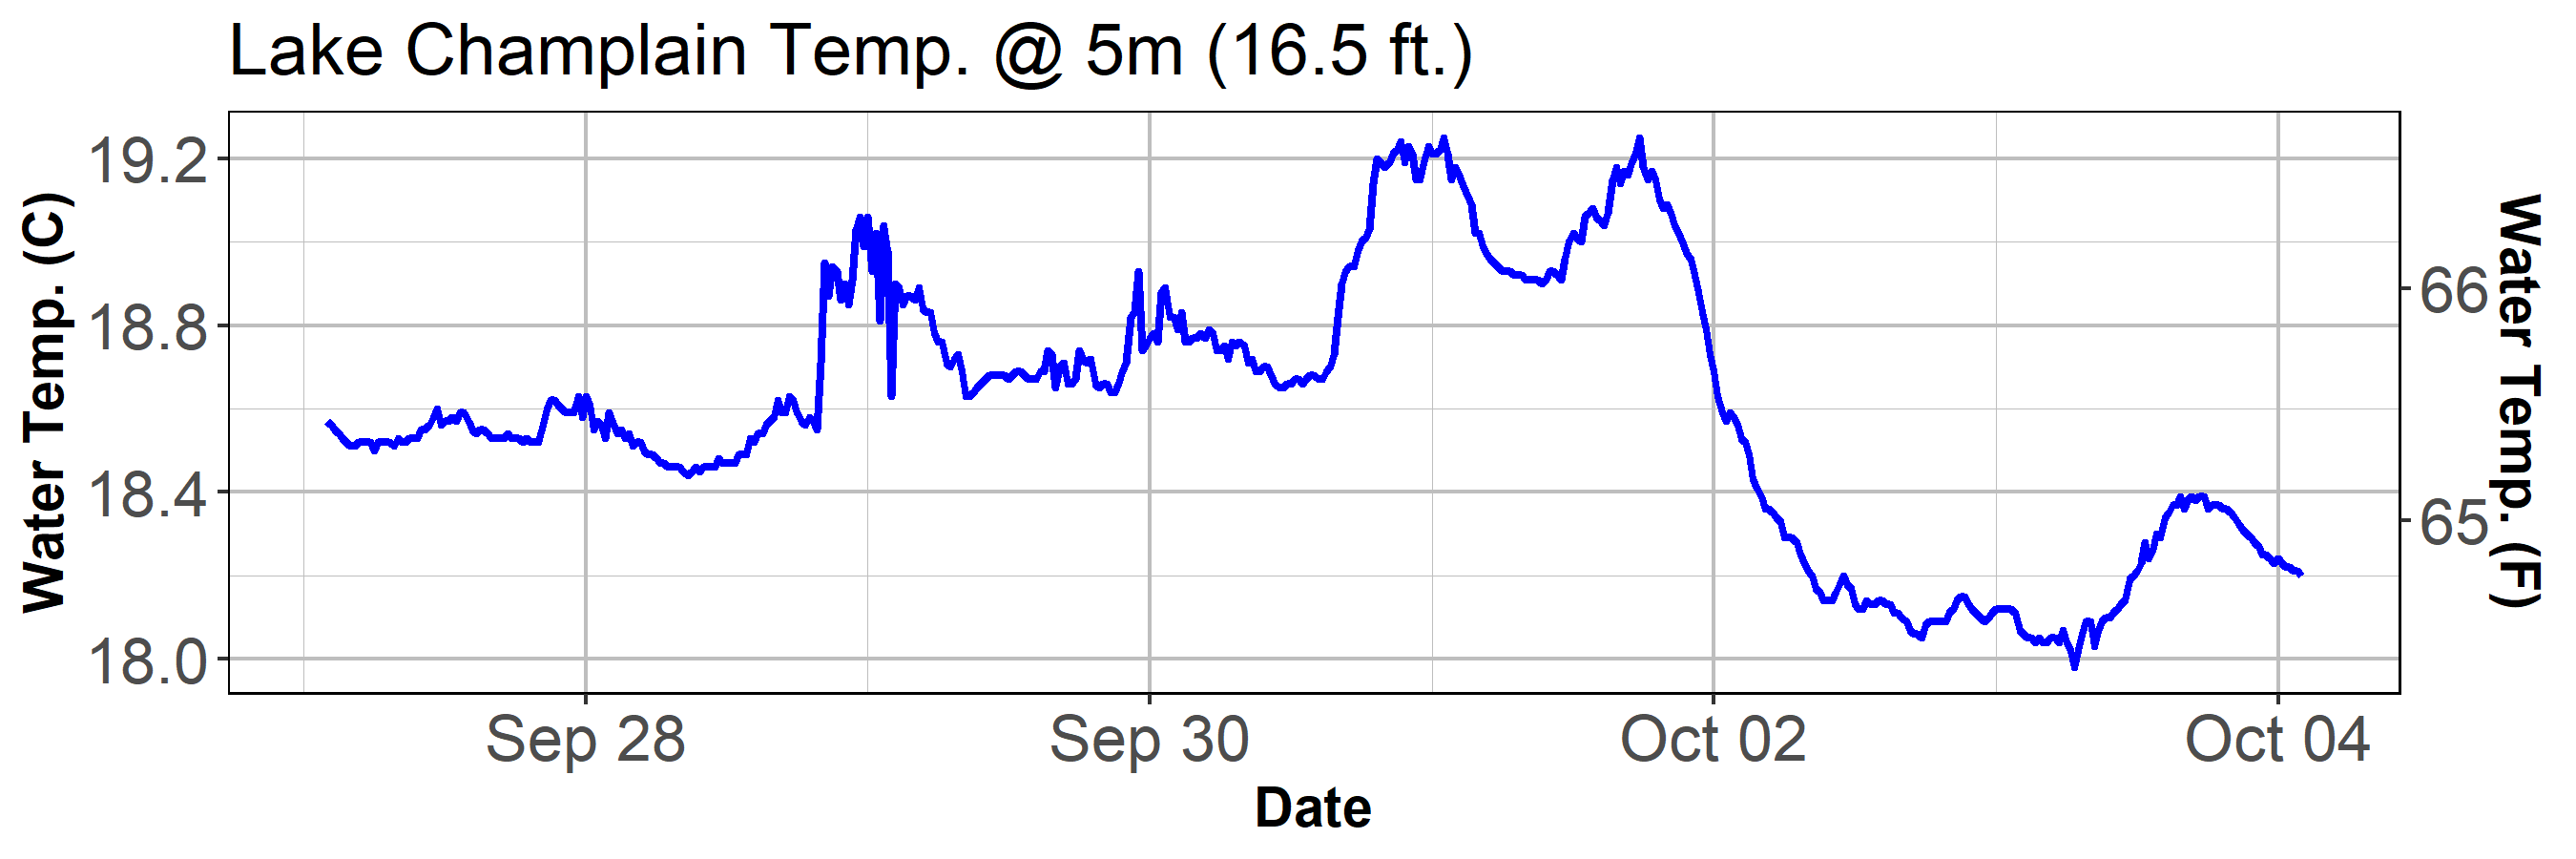 Lake Champlain Temp. @ 5m (16.5 ft.)
Water Temp. (C)
19.2
18.8
18.4
18.0
66
65
Water Temp. (F)
Sep 28 Sep 30 Oct 02 Oct 04
Date